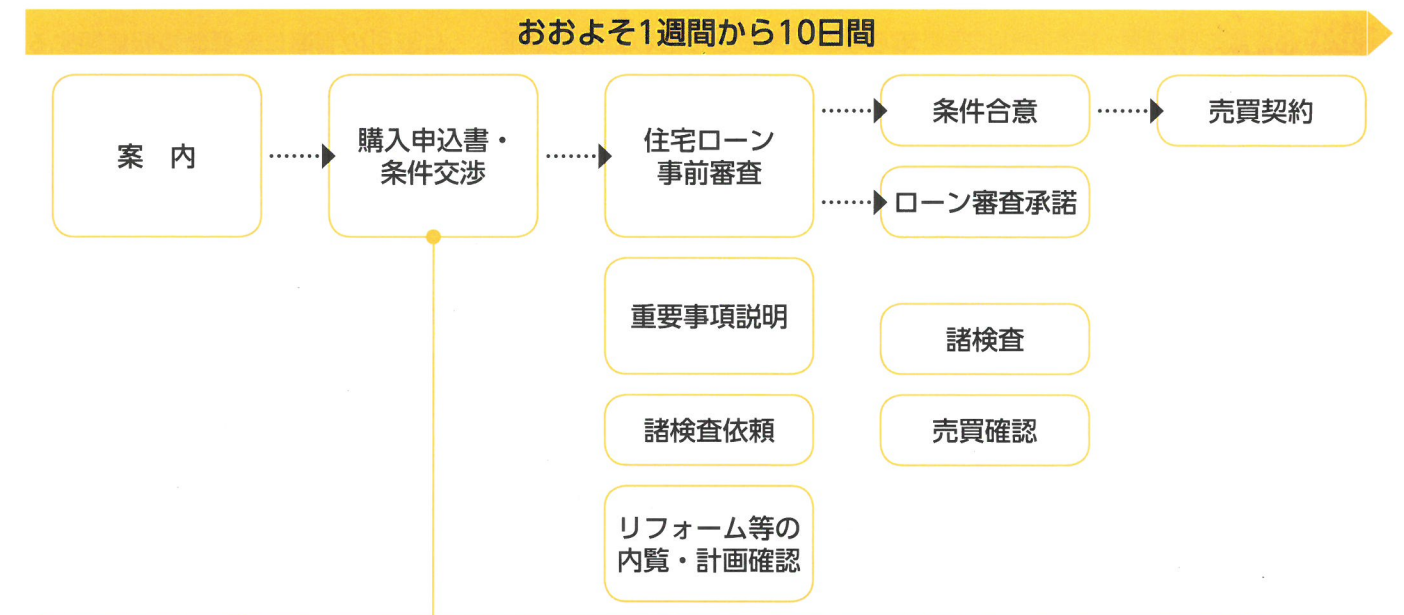 おおよそ1週間から10日間
案　内
購入申込書・
条件交渉
住宅ローン
事前審査
条件合意
売買契約
ローン審査承諾
重要事項説明
諸検査
諸検査依頼
売買確認
リフォーム等の
内覧・計画確認